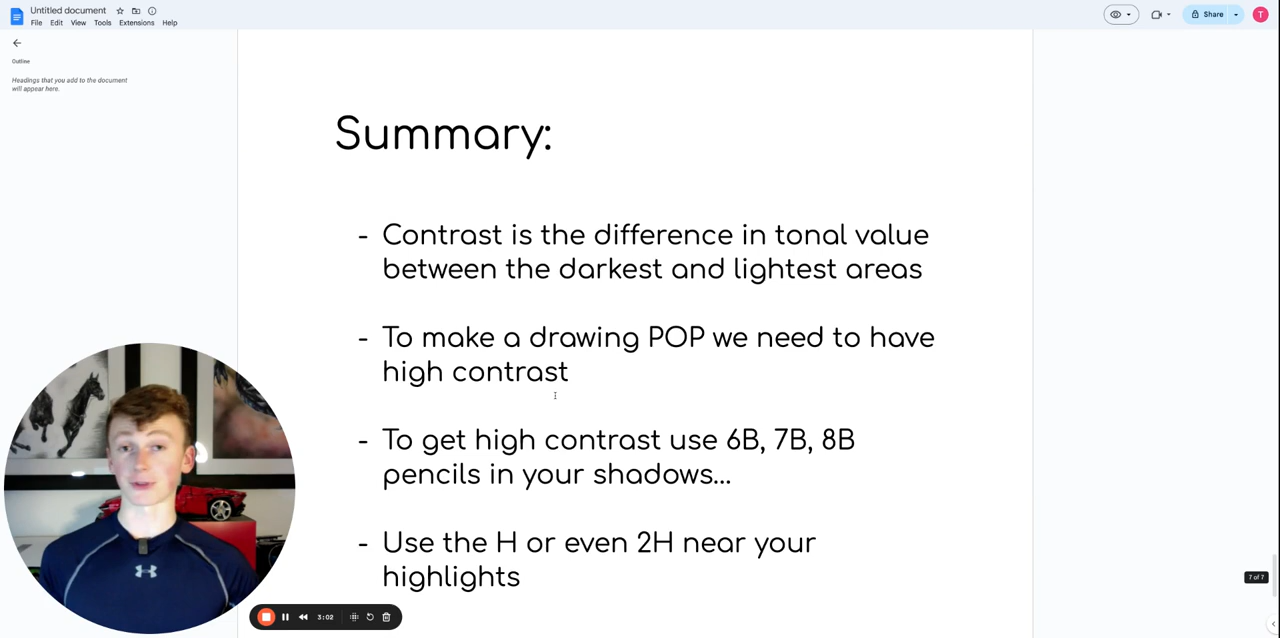 Untitled document
File Edit View Tools Extensions Help
Share
T
Outline
Headings that you add to the document
will appear here.
Summary:
- Contrast is the difference in tonal value
between the darkest and lightest areas
- To make a drawing POP we need to have
high contrast
- To get high contrast use 6B, 7B, 8B
pencils in your shadows...
- Use the H or even 2H near your
highlights
3:02
7 of 7